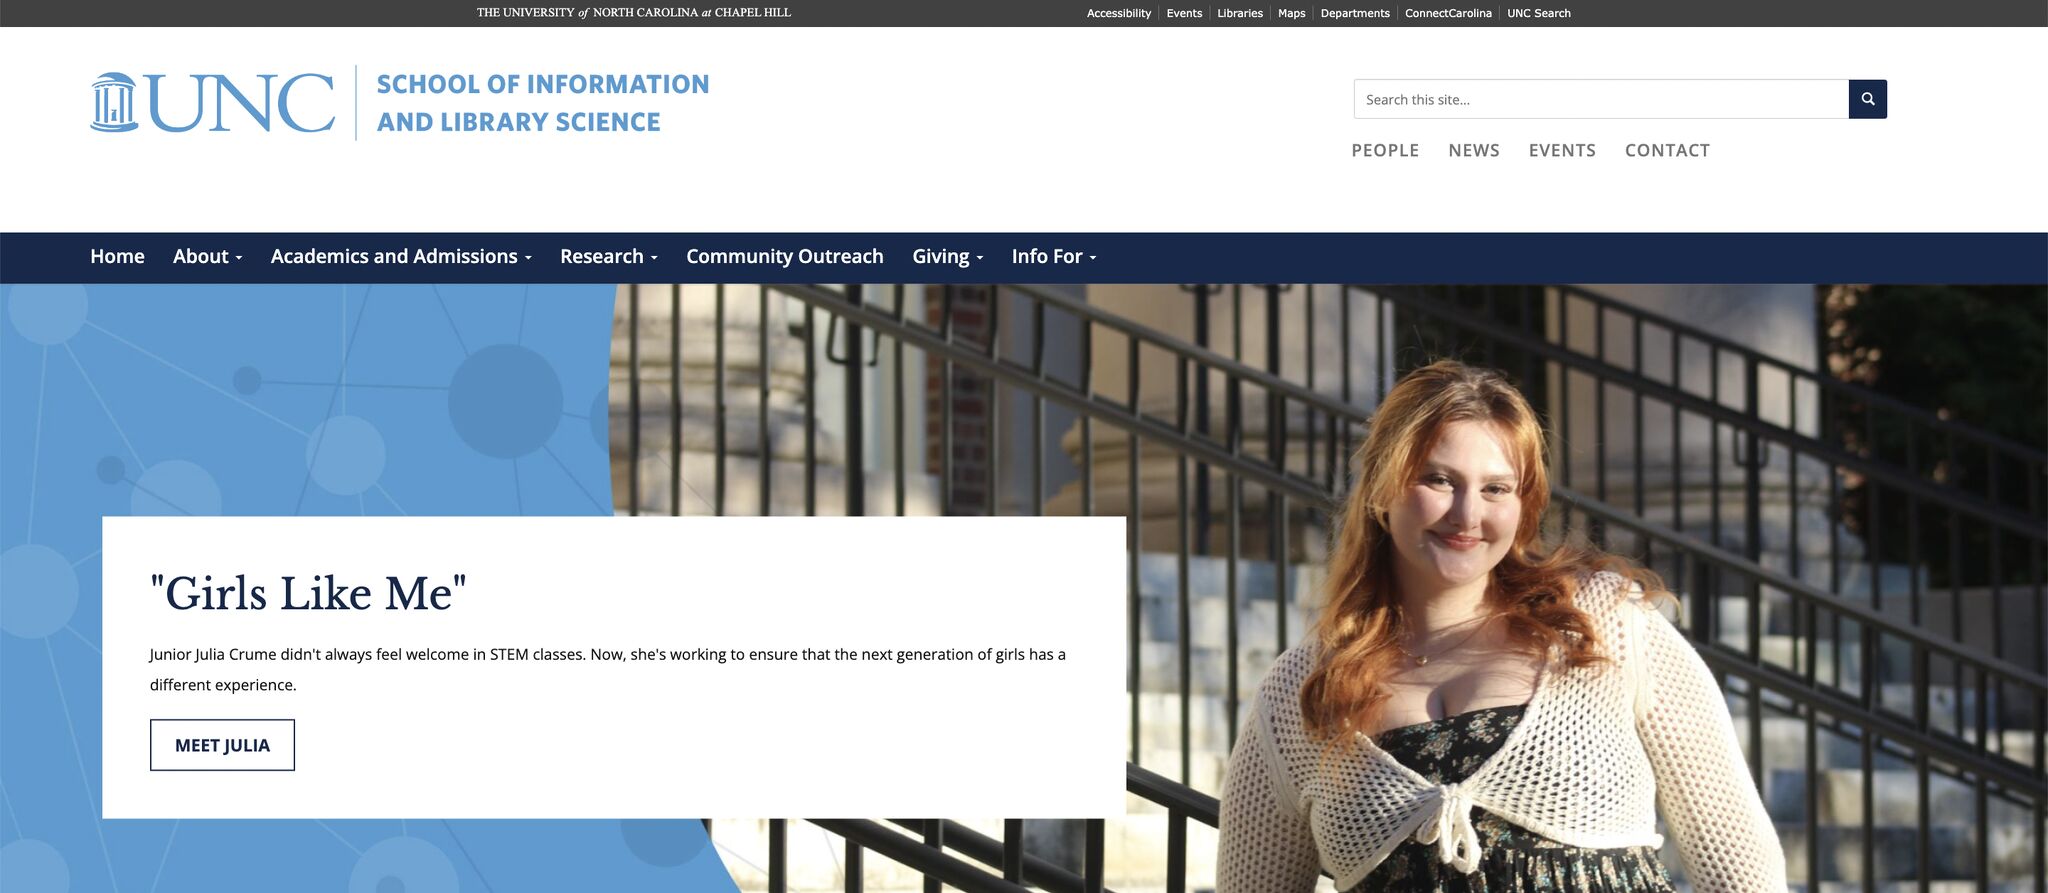 THE UNIVERSITY of NORTH CAROLINA at CHAPEL HILL
Accessibility
Events
Libraries
Maps
Departments
ConnectCarolina
UNC Search
UNC
SCHOOL OF INFORMATION
AND LIBRARY SCIENCE
Search this site...
PEOPLE
NEWS
EVENTS
CONTACT
Home
About
Academics and Admissions
Research
Community Outreach
Giving
Info For
"Girls Like Me"
Junior Julia Crume didn't always feel welcome in STEM classes. Now, she's working to ensure that the next generation of girls has a
different experience.
MEET JULIA